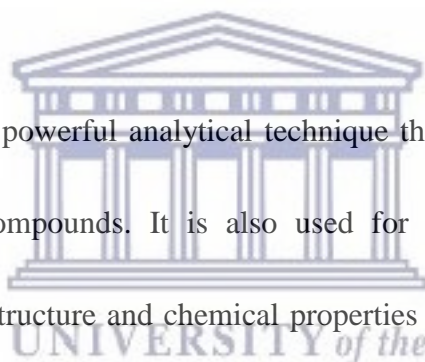 powerful analytical technique th
ompounds. It is also used for
tructure and chemical properties
UNIVERSITY of the